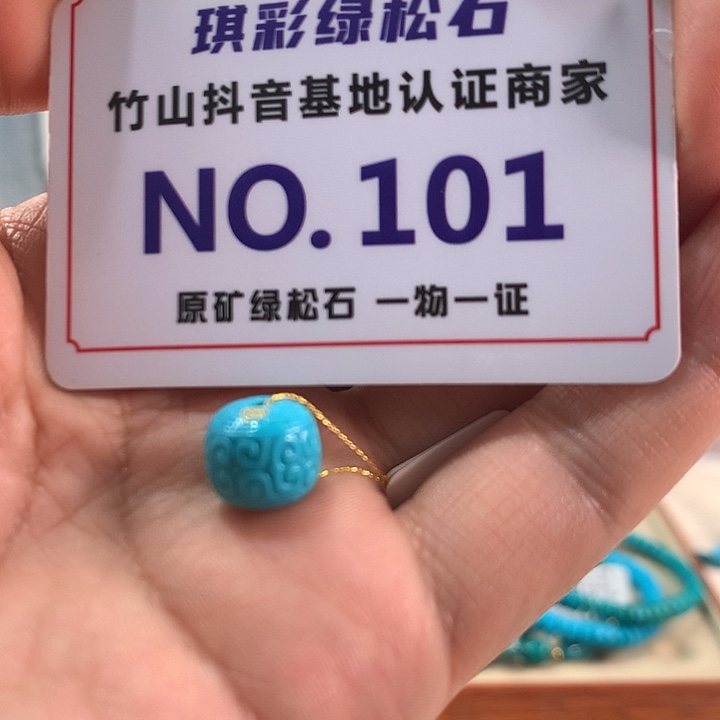 琪彩绿松石
竹山抖音基地认证商家
NO.101
原矿绿松石 一物一证